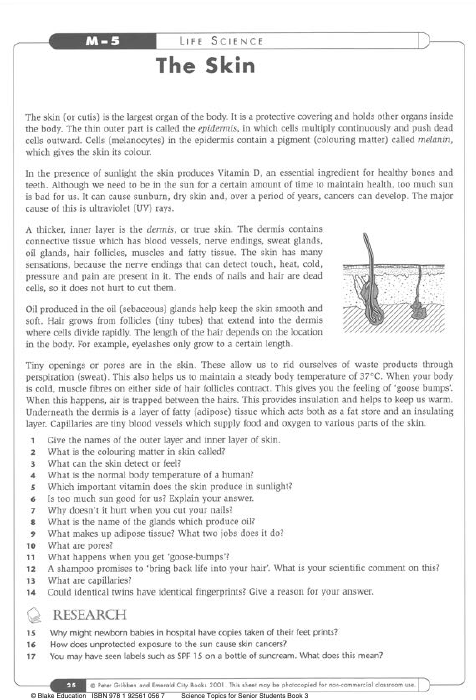 M-5
LIFE SCIENCE
The Skin
The skin (or cutis) is the largest organ of the body. It is a protective covering and holds other organs inside
the body. The thin outer part is called the epidermis, in which cells multiply continuously and push dead
cells outward. Cells (melanocytes) in the epidermis contain a pigment (colouring matter) called melanin,
which gives the skin its colour.
In the presence of sunlight the skin produces Vitamin D, an essential ingredient for healthy bones and
teeth. Although we need to be in the sun for a certain amount of time to maintain health, too much sun
is bad for us. It can cause sunburn, dry skin and, over a period of years, cancers can develop. The major
cause of this is ultraviolet (UV) rays.
A thicker, inner layer is the dermis, or true skin. The dermis contains
connective tissue which has blood vessels, nerve endings, sweat glands,
oil glands, hair follicles, muscles and fatty tissue. The skin has many
sensations, because the nerve endings that can detect touch, heat, cold,
pressure and pain are present in it. The ends of nails and hair are dead
cells, so it does not hurt to cut them.
Oil produced in the oil (sebaceous) glands help keep the skin smooth and
soft. Hair grows from follicles (tiny tubes) that extend into the dermis
where cells divide rapidly. The length of the hair depends on the location
in the body. For example, eyelashes only grow to a certain length.
Tiny openings or pores are in the skin. These allow us to rid ourselves of waste products through
perspiration (sweat). This also helps us to maintain a steady body temperature of 37°C. When your body
is cold, muscle fibres on either side of hair follicles contract. This gives you the feeling of 'goose bumps'.
When this happens, air is trapped between the hairs. This provides insulation and helps to keep us warm.
Underneath the dermis is a layer of fatty (adipose) tissue which acts both as a fat store and an insulating
layer. Capillaries are tiny blood vessels which supply food and oxygen to various parts of the skin.
1 Give the names of the outer layer and inner layer of skin.
2 What is the colouring matter in skin called?
3 What can the skin detect or feel?
4 What is the normal body temperature of a human?
5 Which important vitamin does the skin produce in sunlight?
6 Is too much sun good for us? Explain your answer.
7 Why doesn't it hurt when you cut your nails?
8 What is the name of the glands which produce oil?
9 What makes up adipose tissue? What two jobs does it do?
10 What are pores?
11 What happens when you get 'goose-bumps'?
12 A shampoo promises to 'bring back life into your hair'. What is your scientific comment on this?
13 What are capillaries?
14 Could identical twins have identical fingerprints? Give a reason for your answer.
RESEARCH
15 Why might newborn babies in hospital have copies taken of their feet prints?
16 How does unprotected exposure to the sun cause skin cancers?
17 You may have seen labels such as SPF 15 on a bottle of suncream. What does this mean?
© Peter Gribben and Emerald City Books 2001. This sheet may be photocopied for non-commercial classroom use.
© Blake Education ISBN 978 1 92561 056 7 Science Topics for Senior Students Book 3